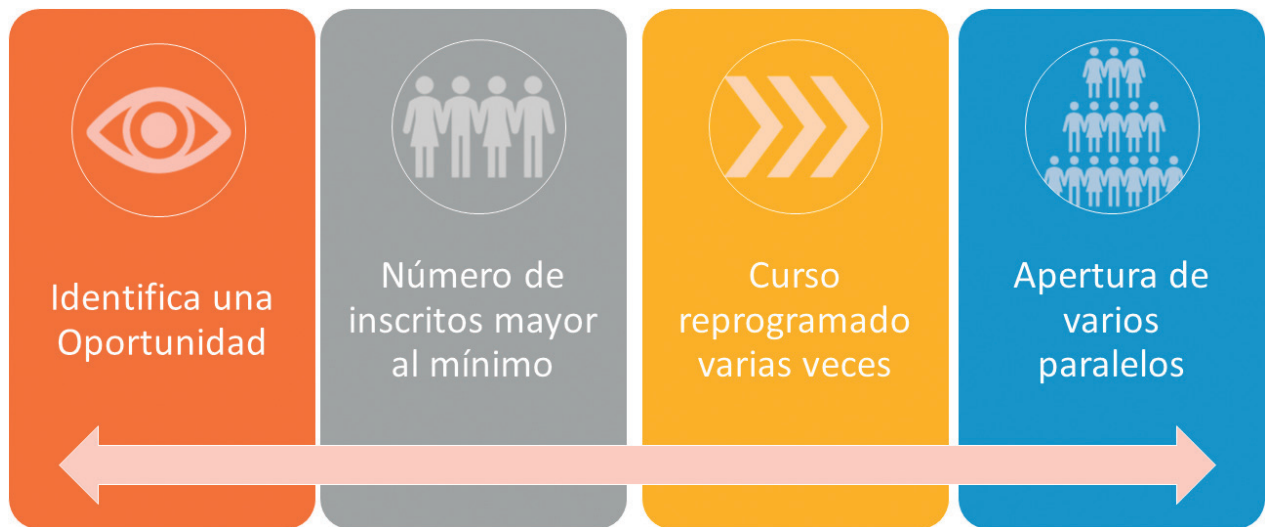 Identifica una
Oportunidad
Número de
inscritos mayor
al mínimo
Curso
reprogramado
varias veces
Apertura de
varios
paralelos